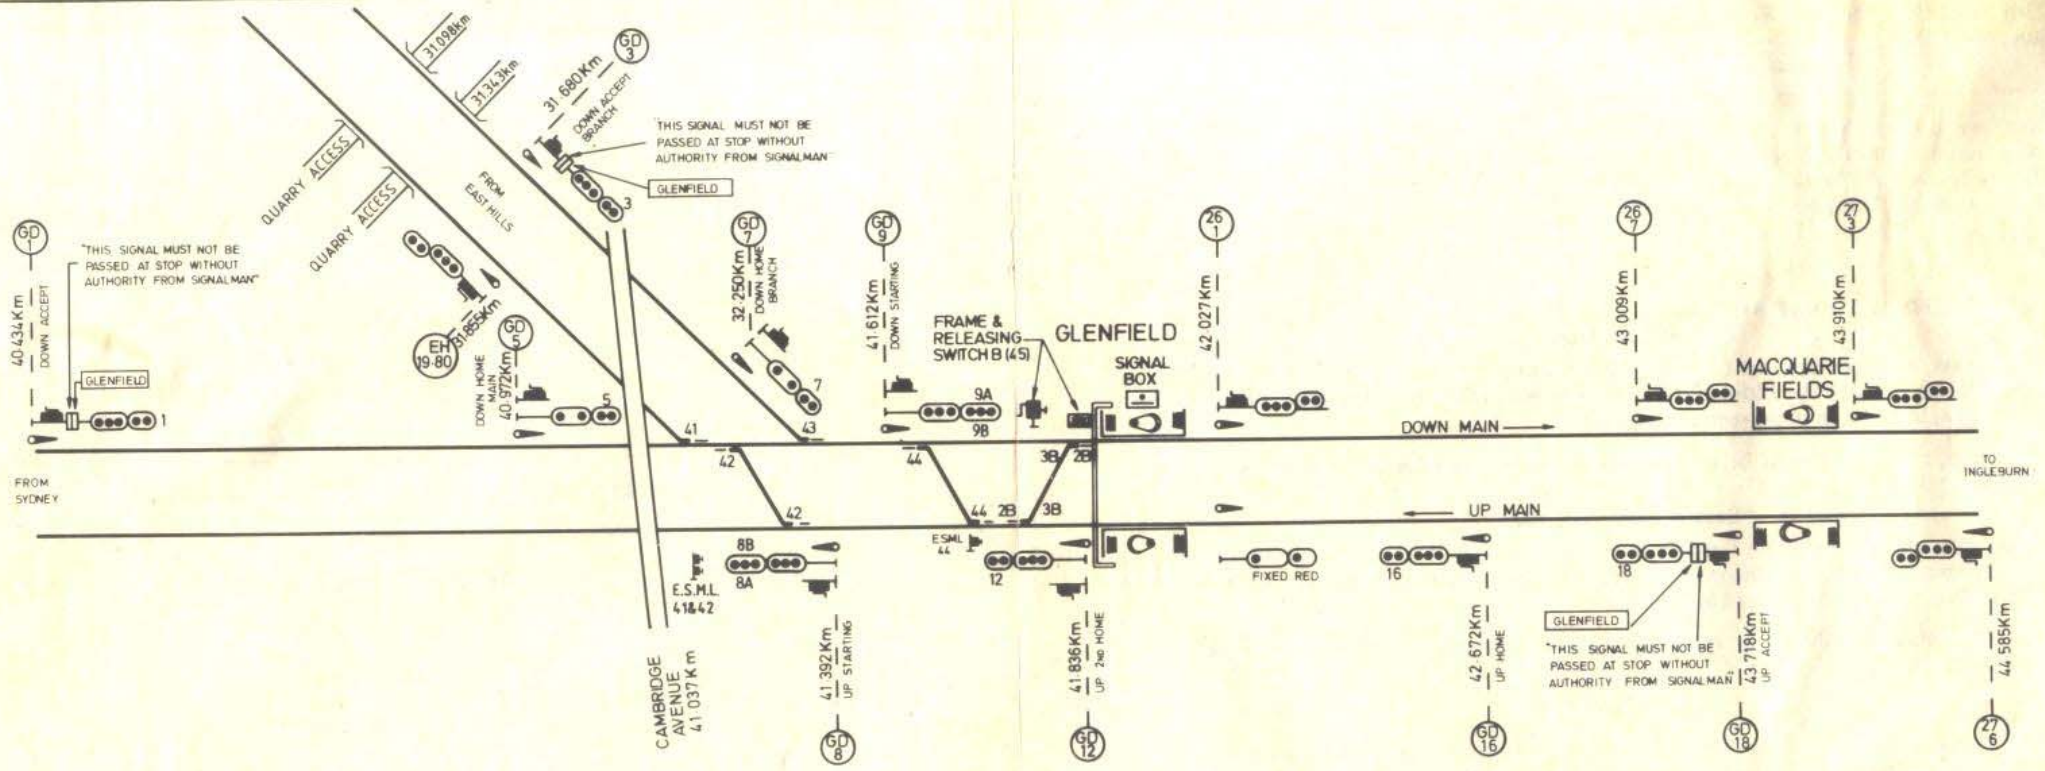 31.098km
31.343km
GD
3
31.680Km
DOWN ACCEPT
BRANCH
"THIS SIGNAL MUST NOT BE
PASSED AT STOP WITHOUT
AUTHORITY FROM SIGNALMAN"
GLENFIELD
3
QUARRY ACCESS
QUARRY ACCESS
FROM
EAST HILLS
GD
1
40.434Km
DOWN ACCEPT
"THIS SIGNAL MUST NOT BE
PASSED AT STOP WITHOUT
AUTHORITY FROM SIGNALMAN"
GLENFIELD
1
31.855Km
EH
19·80
GD
5
DOWN HOME
MAIN
40.972Km
5
GD
7
32.250Km
DOWN HOME
BRANCH
7
GD
9
41.612Km
DOWN STARTING
9A
9B
FRAME &
RELEASING
SWITCH B (45)
GLENFIELD
SIGNAL
BOX
26
1
42.027Km
26
7
43.009Km
27
3
43.910Km
MACQUARIE
FIELDS
41
43
42
44
3B
2B
DOWN MAIN
FROM
SYDNEY
TO
INGLEBURN
42
44
2B
3B
UP MAIN
E.S.M.L.
41&42
8B
8A
ESML
44
12
FIXED RED
16
18
GLENFIELD
"THIS SIGNAL MUST NOT BE
PASSED AT STOP WITHOUT
AUTHORITY FROM SIGNALMAN"
CAMBRIDGE
AVENUE
41.037Km
41.392Km
UP STARTING
GD
8
41.836Km
UP 2ND HOME
GD
12
42.672Km
UP HOME
GD
16
43.718Km
UP ACCEPT
GD
18
44.585Km
27
6